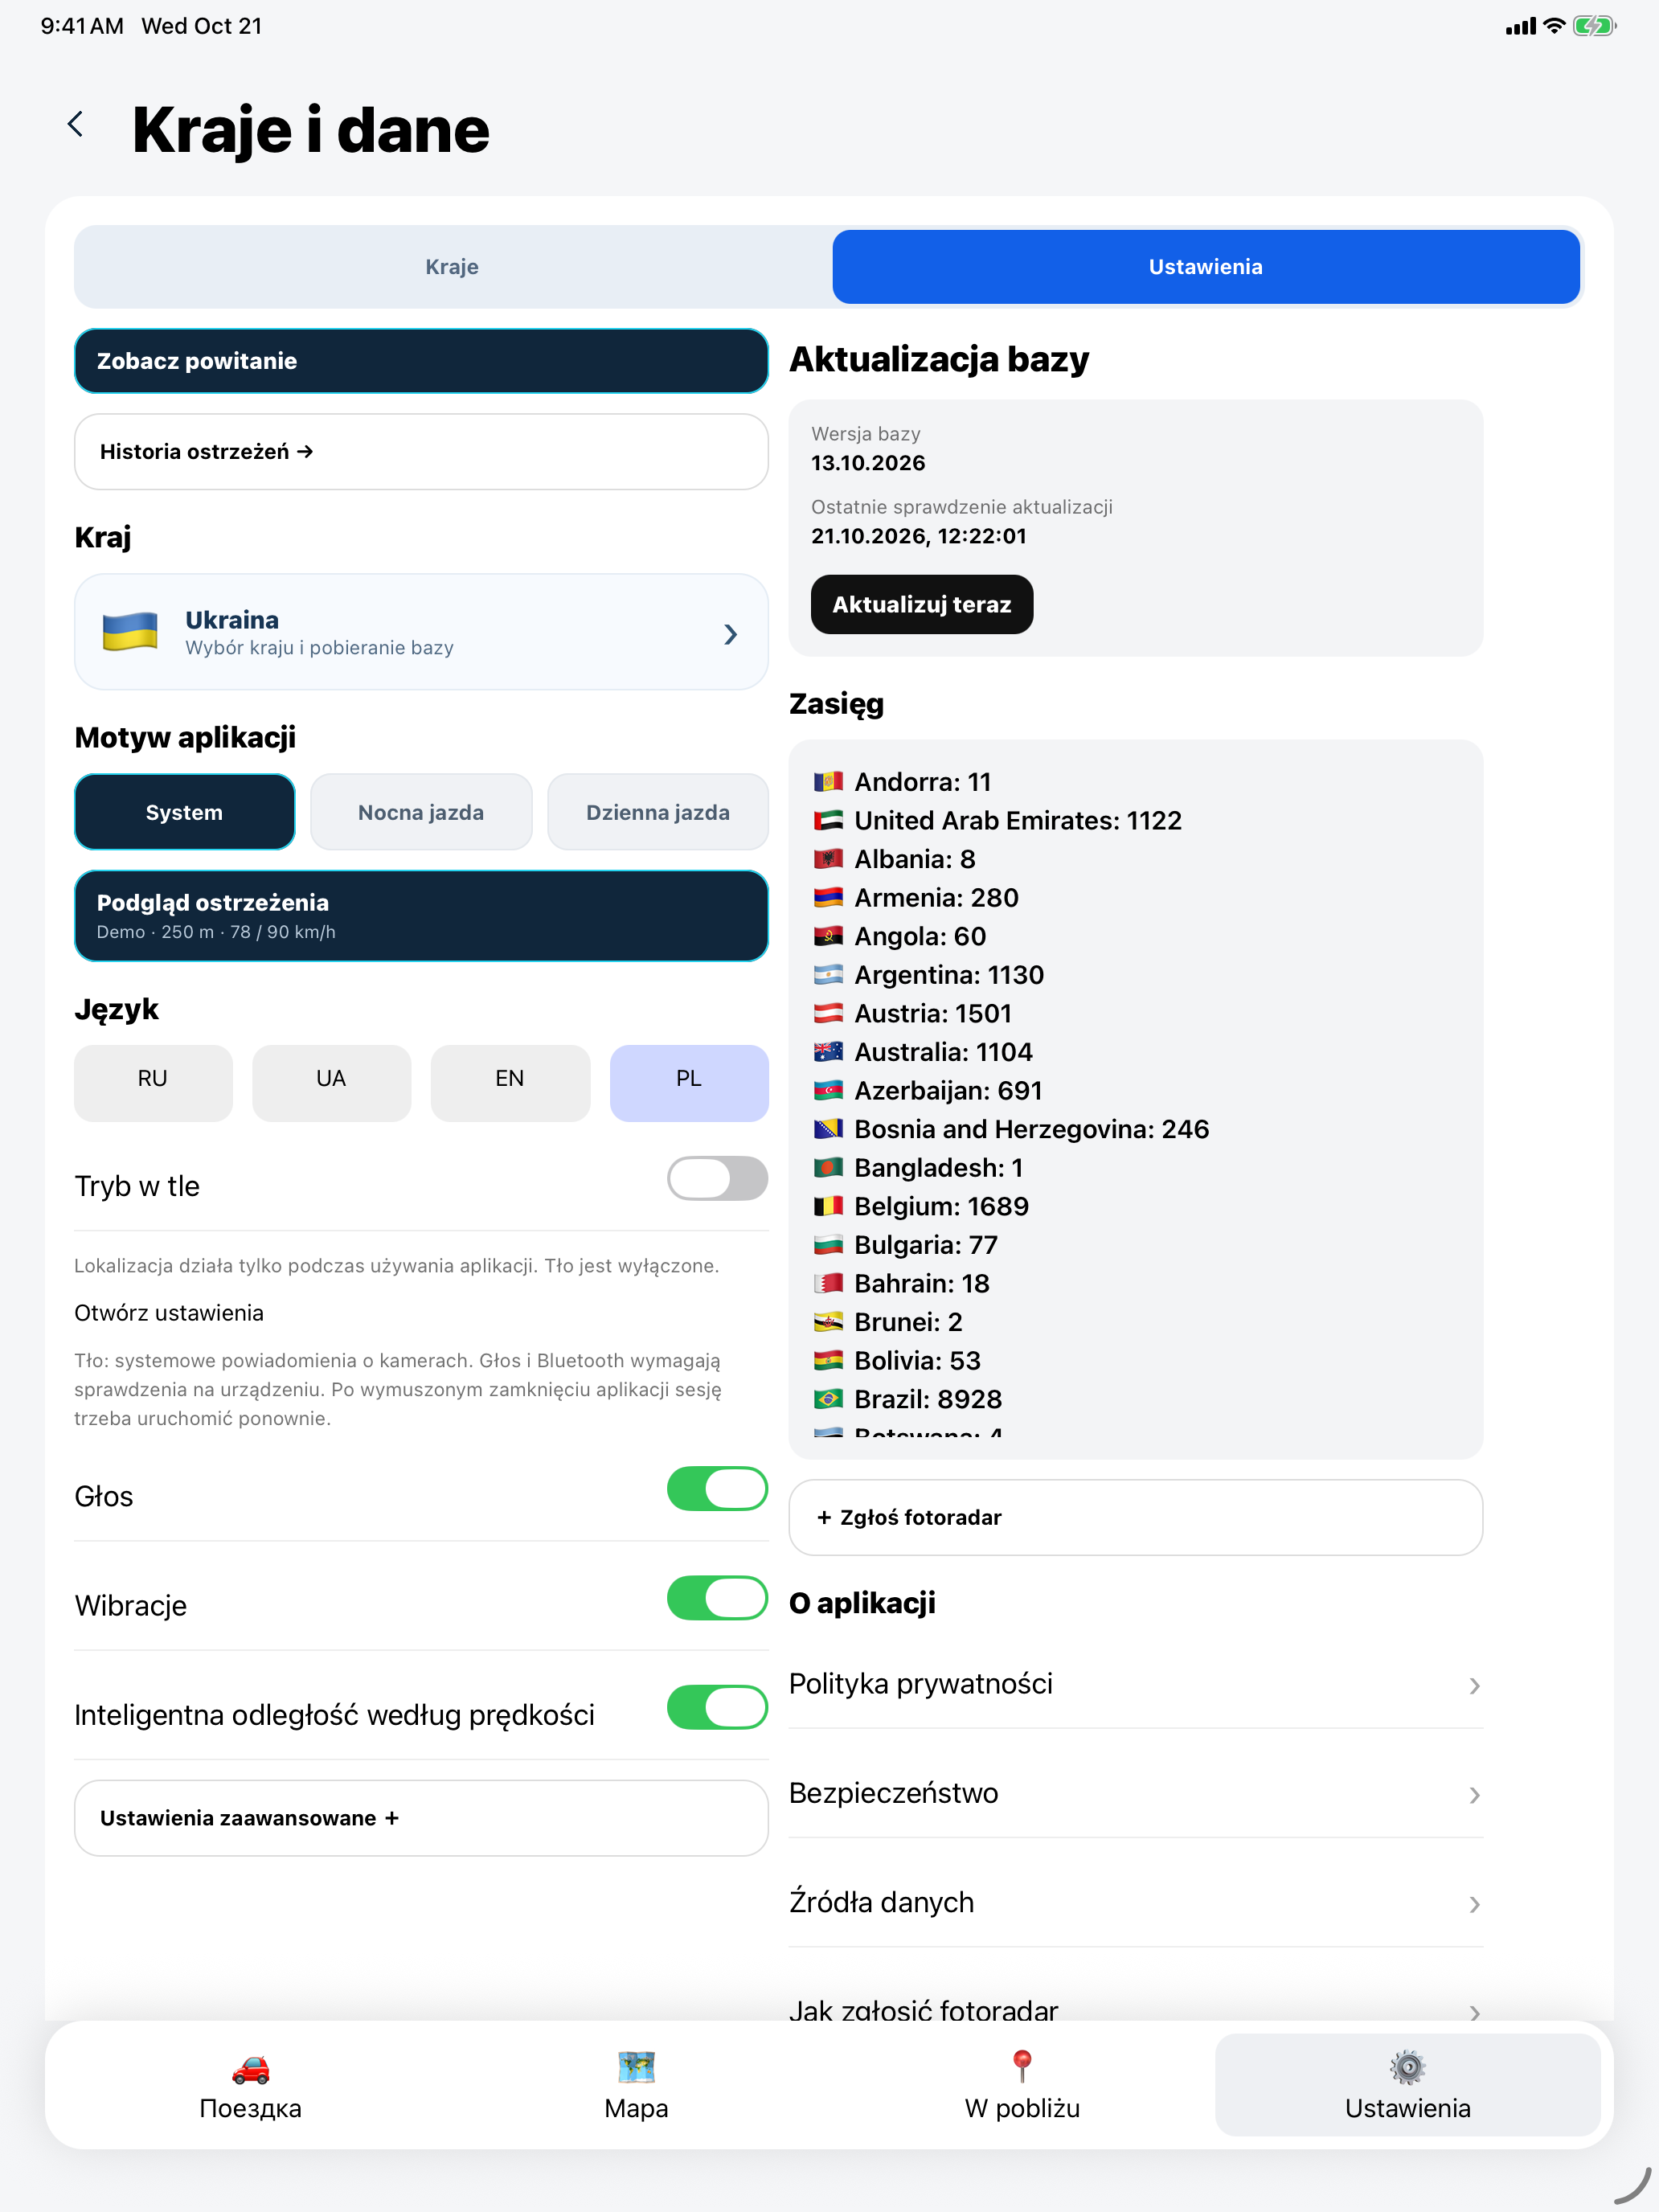 9:41 AM Wed Oct 21
Kraje i dane
Kraje
Ustawienia
Zobacz powitanie
Historia ostrzeżeń →
Kraj
Ukraina
Wybór kraju i pobieranie bazy
Motyw aplikacji
System
Nocna jazda
Dzienna jazda
Podgląd ostrzeżenia
Demo · 250 m · 78 / 90 km/h
Język
RU
UA
EN
PL
Tryb w tle
Lokalizacja działa tylko podczas używania aplikacji. Tło jest wyłączone.
Otwórz ustawienia
Tło: systemowe powiadomienia o kamerach. Głos i Bluetooth wymagają
sprawdzenia na urządzeniu. Po wymuszonym zamknięciu aplikacji sesję
trzeba uruchomić ponownie.
Głos
Wibracje
Inteligentna odległość według prędkości
Ustawienia zaawansowane +
Aktualizacja bazy
Wersja bazy
13.10.2026
Ostatnie sprawdzenie aktualizacji
21.10.2026, 12:22:01
Aktualizuj teraz
Zasięg
Andorra: 11
United Arab Emirates: 1122
Albania: 8
Armenia: 280
Angola: 60
Argentina: 1130
Austria: 1501
Australia: 1104
Azerbaijan: 691
Bosnia and Herzegovina: 246
Bangladesh: 1
Belgium: 1689
Bulgaria: 77
Bahrain: 18
Brunei: 2
Bolivia: 53
Brazil: 8928
Botswana: 4
+ Zgłoś fotoradar
O aplikacji
Polityka prywatności
Bezpieczeństwo
Źródła danych
Jak zgłosić fotoradar
Поездка
Mapa
W pobliżu
Ustawienia